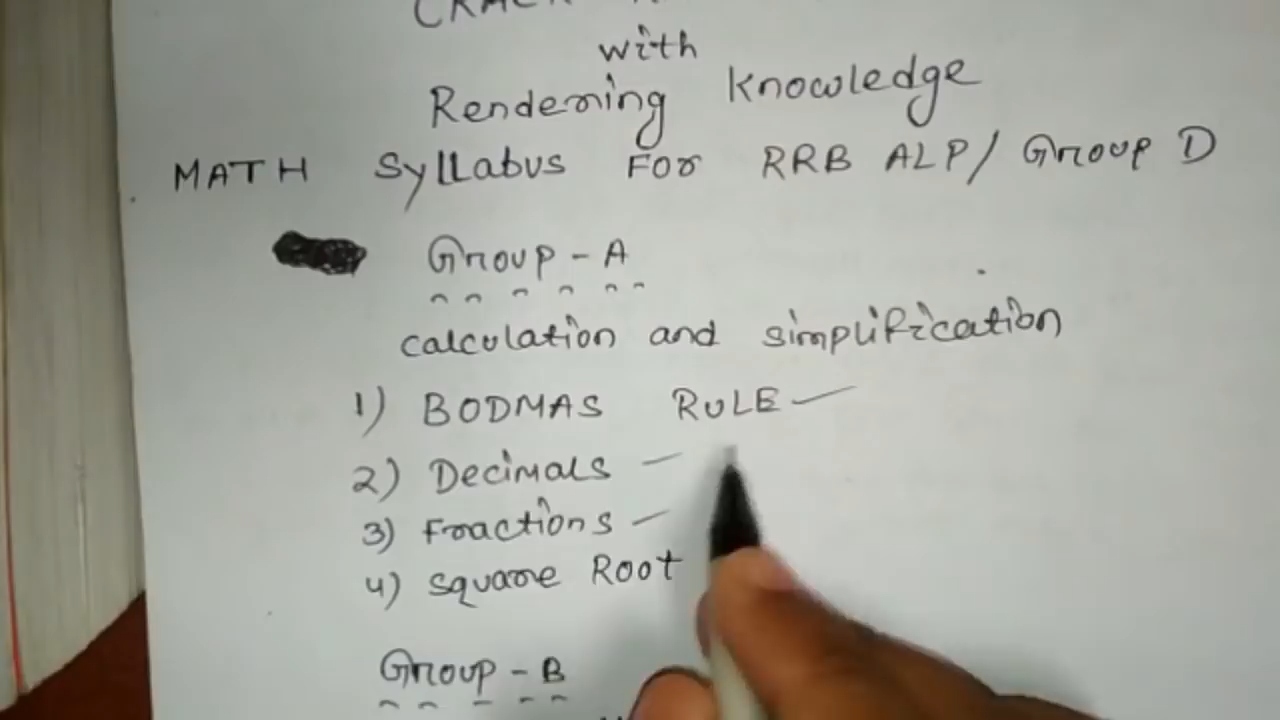 with
Rendering Knowledge
MATH Syllabus For RRB ALP/Group D
Group-A
calculation and simplification
1) BODMAS RULE
2) Decimals
3) Fractions
4) Square Root
Group-B